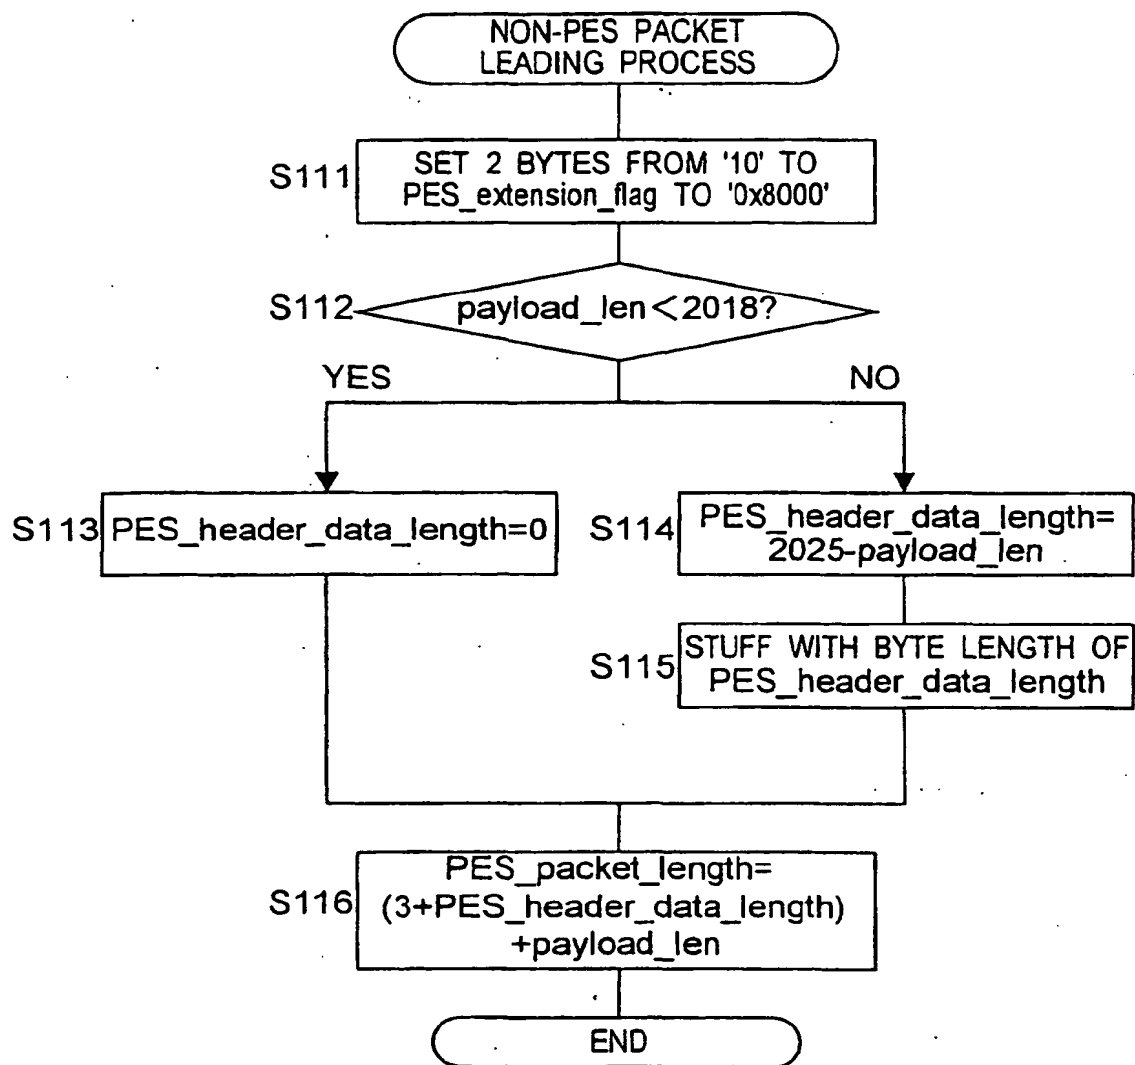 NON-PES PACKET
LEADING PROCESS
S111
SET 2 BYTES FROM '10' TO
PES_extension_flag TO '0x8000'
S112
payload_len<2018?
YES
NO
S113
PES_header_data_length=0
S114
PES_header_data_length=
2025-payload_len
S115
STUFF WITH BYTE LENGTH OF
PES_header_data_length
S116
PES_packet_length=
(3+PES_header_data_length)
+payload_len
END